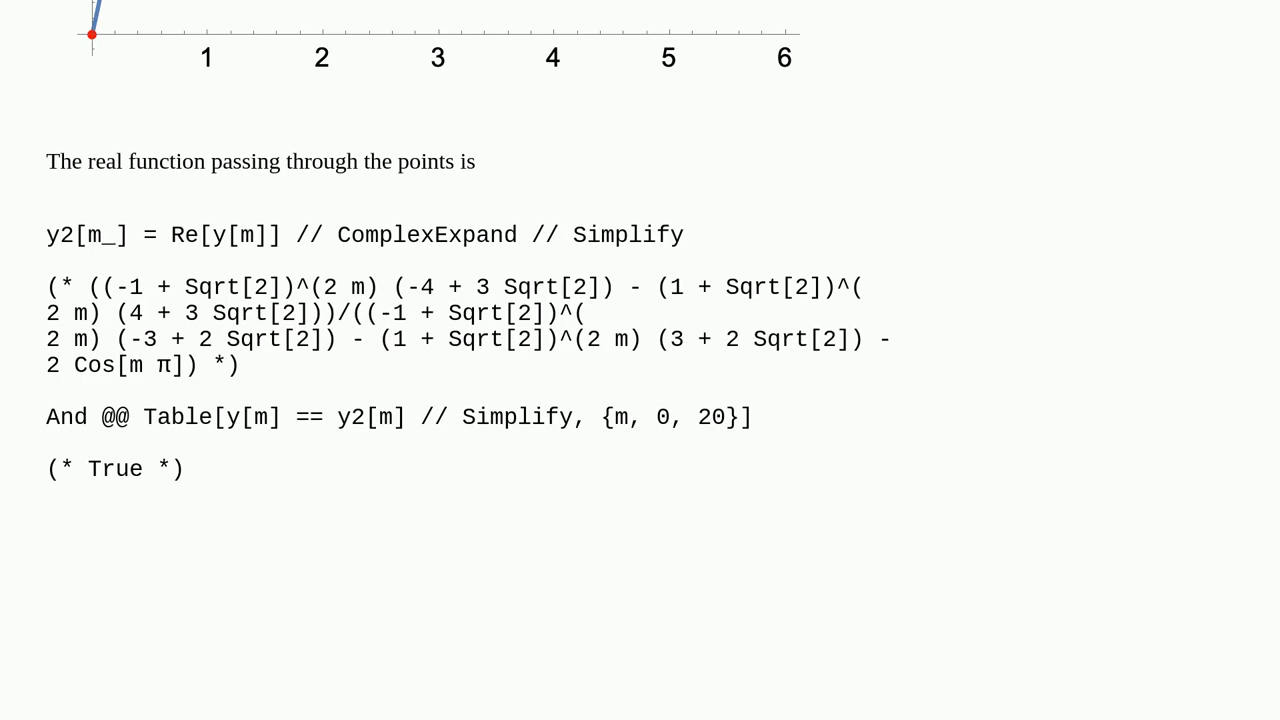 1 2 3 4 5 6
The real function passing through the points is
y2[m_] = Re[y[m]] // ComplexExpand // Simplify
(* ((-1 + Sqrt[2])^(2 m) (-4 + 3 Sqrt[2]) - (1 + Sqrt[2])^(
2 m) (4 + 3 Sqrt[2]))/((-1 + Sqrt[2])^(
2 m) (-3 + 2 Sqrt[2]) - (1 + Sqrt[2])^(2 m) (3 + 2 Sqrt[2]) -
2 Cos[m π]) *)
And @@ Table[y[m] == y2[m] // Simplify, {m, 0, 20}]
(* True *)